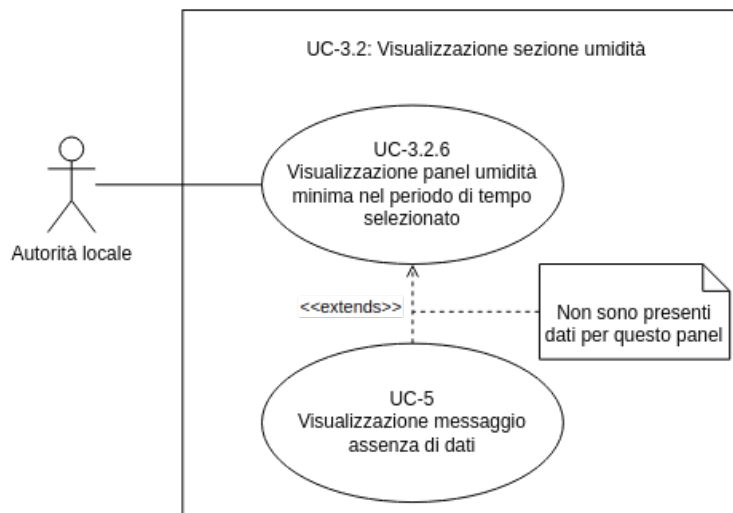 UC-3.2: Visualizzazione sezione umidità
UC-3.2.6
Visualizzazione panel umidità
minima nel periodo di tempo
selezionato
Autorità locale
<<extends>>
Non sono presenti
dati per questo panel
UC-5
Visualizzazione messaggio
assenza di dati